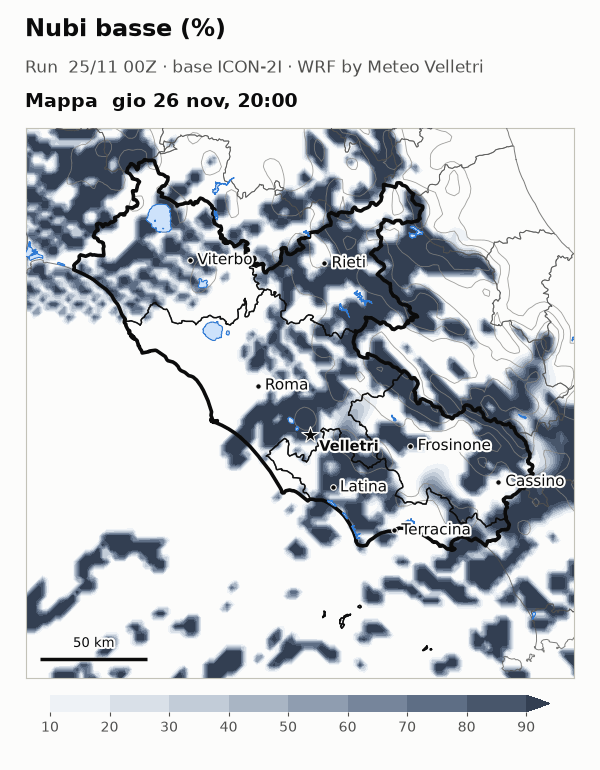 Nubi basse (%)
Run  25/11 00Z · base ICON-2I · WRF by Meteo Velletri
Mappa  gio 26 nov, 20:00
Viterbo
Rieti
Roma
Velletri
Frosinone
Cassino
Latina
Terracina
50 km
10 20 30 40 50 60 70 80 90